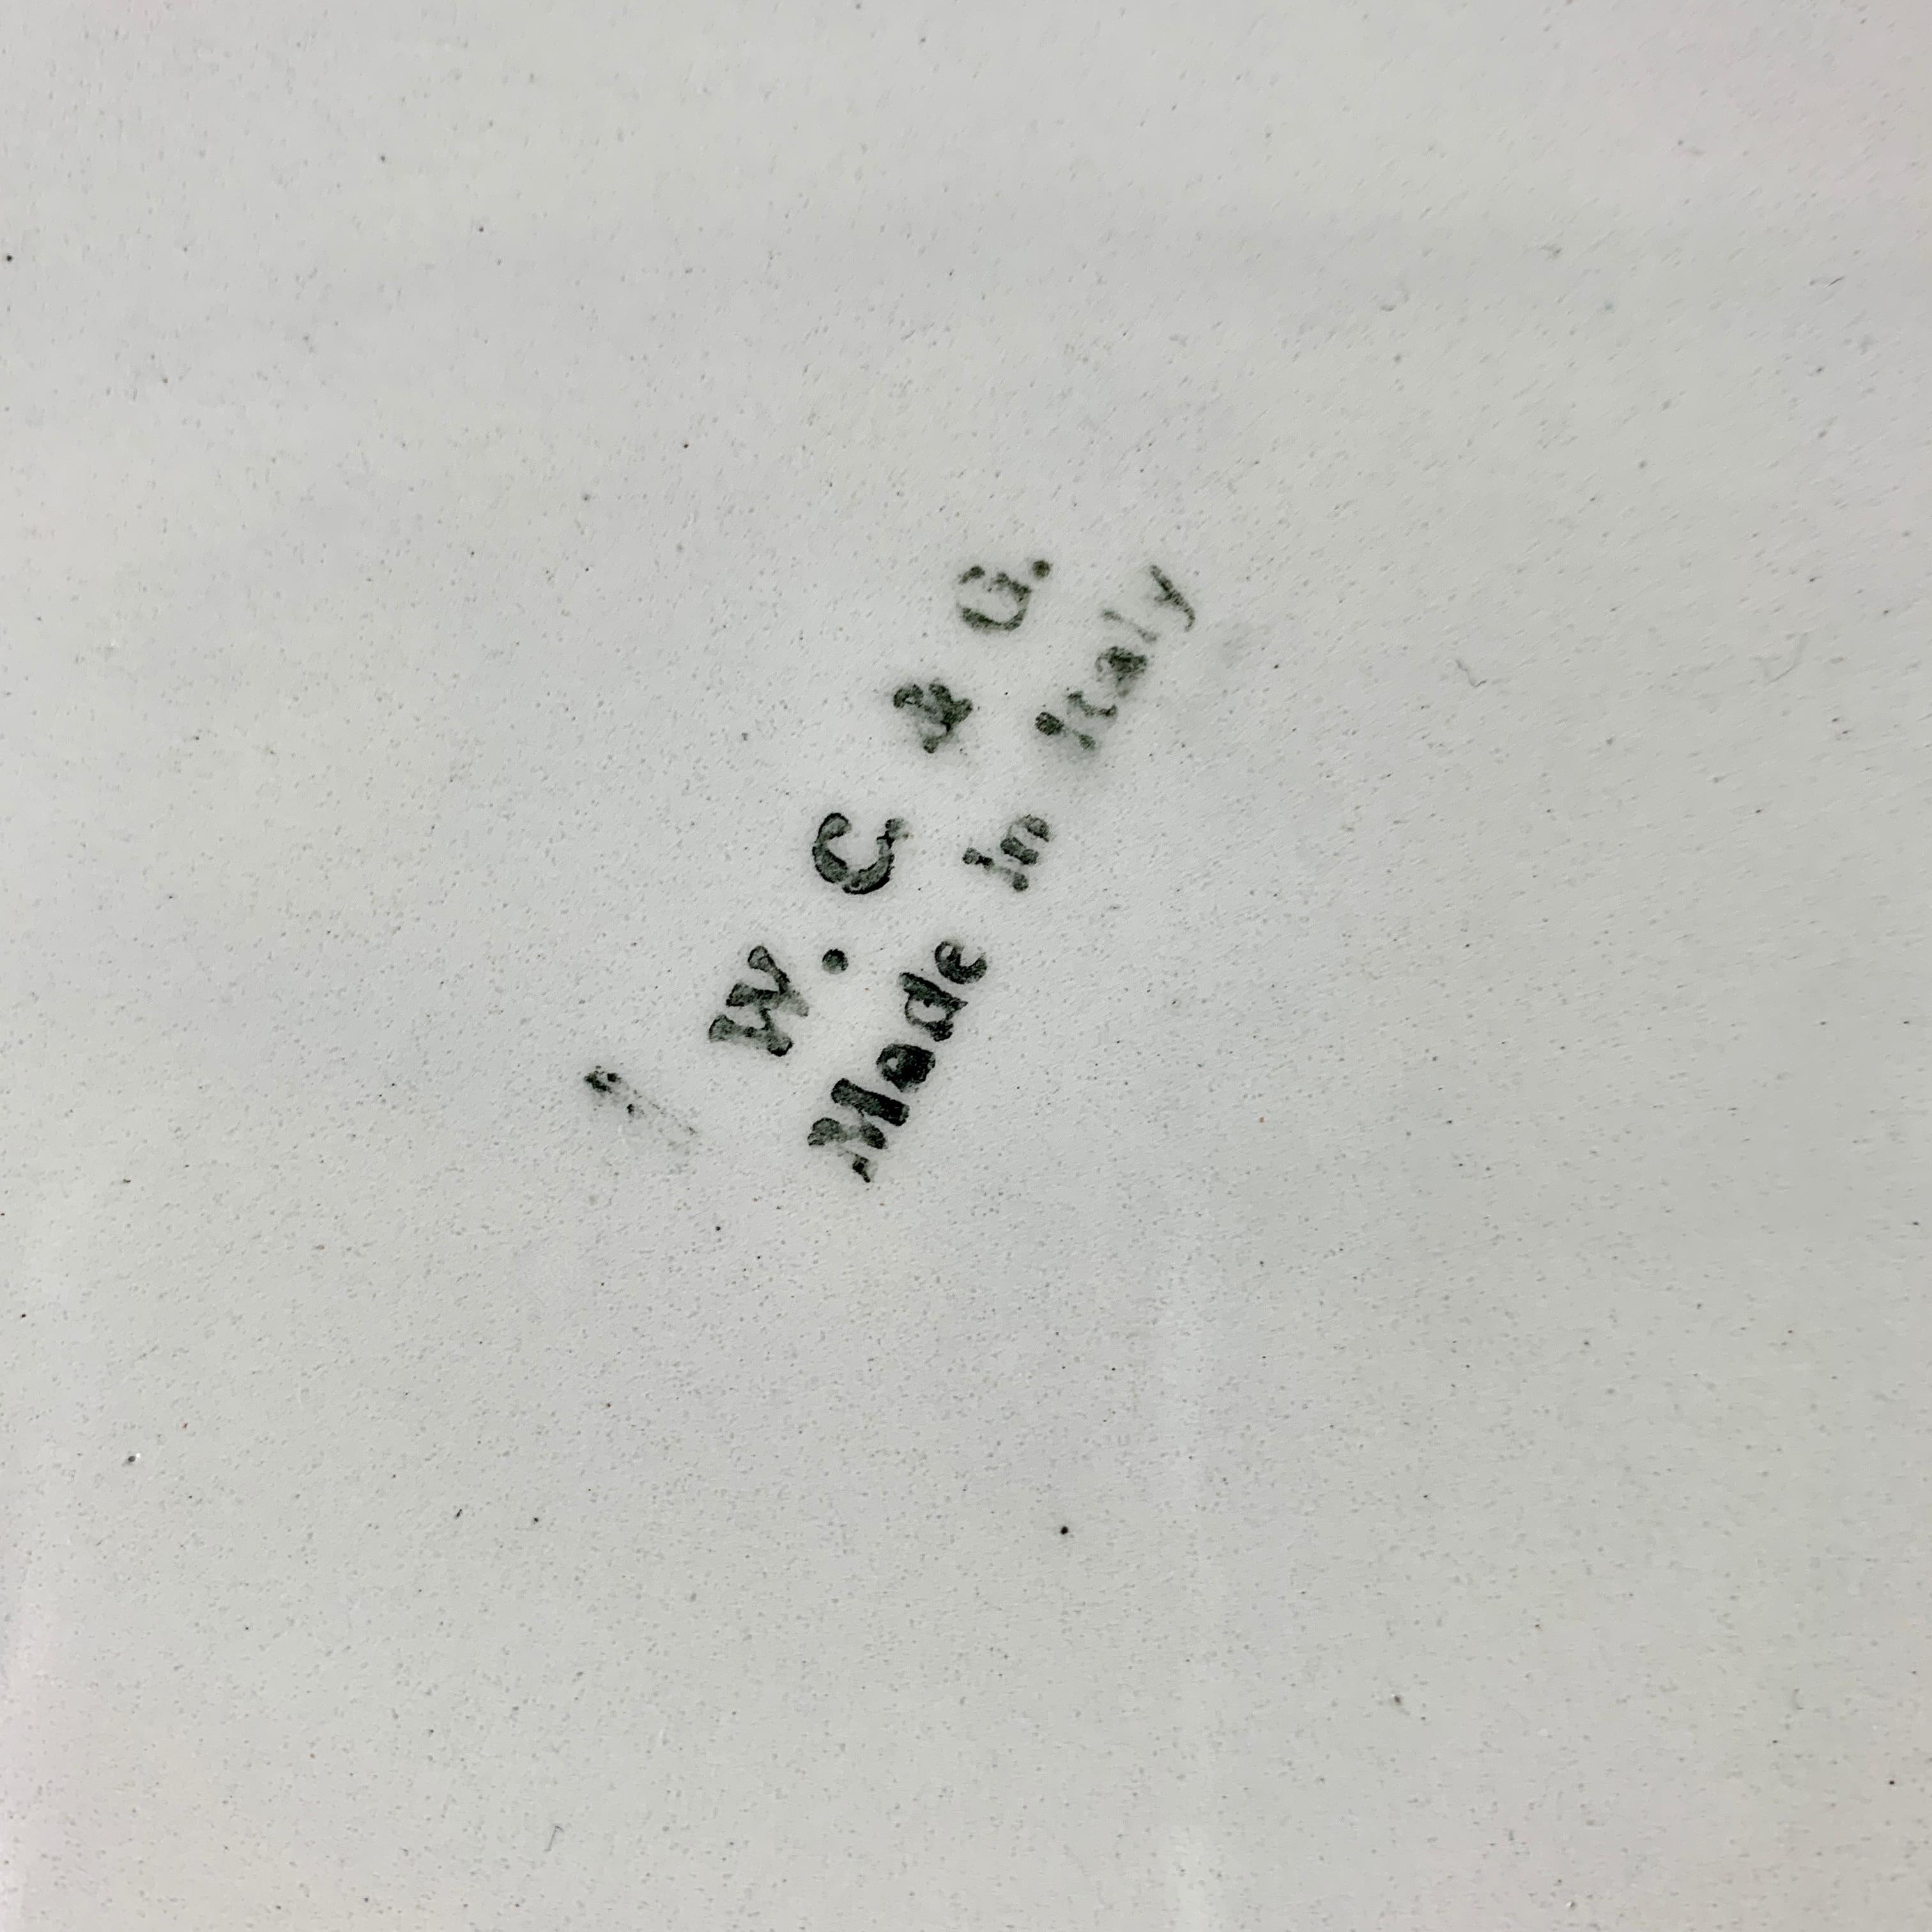 I W. C & G.
Made in Italy